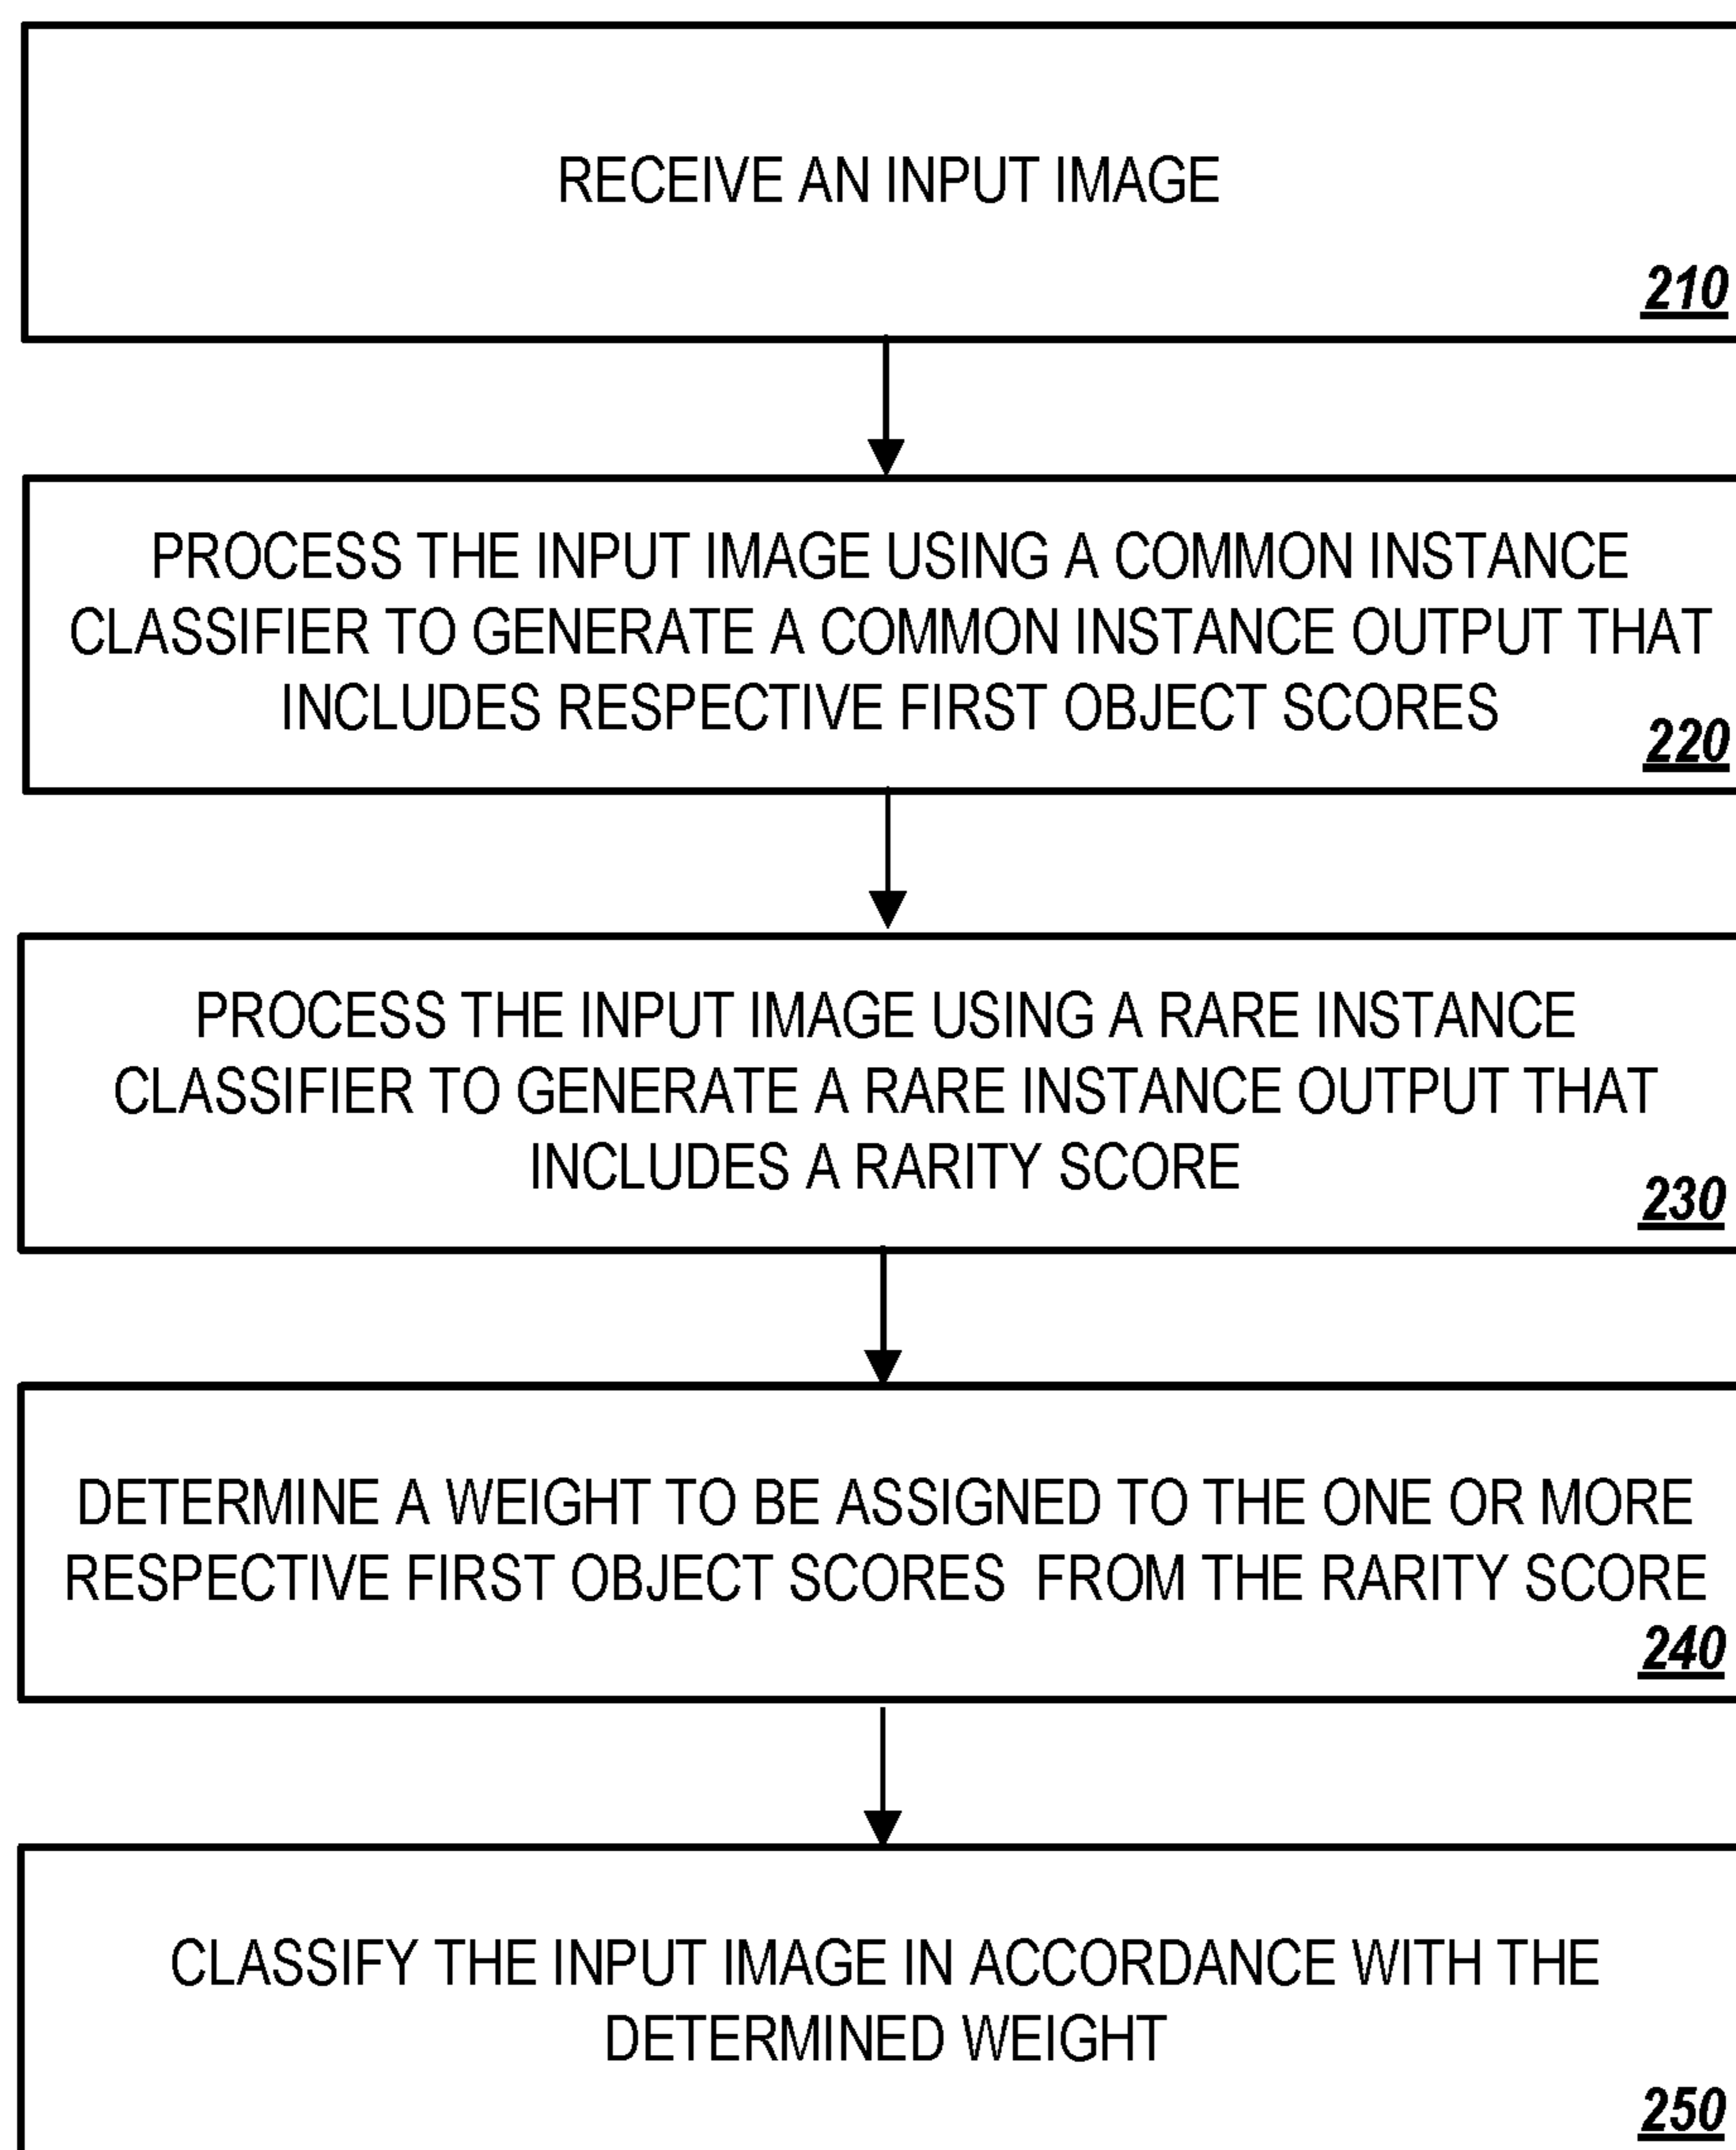 RECEIVE AN INPUT IMAGE
210
PROCESS THE INPUT IMAGE USING A COMMON INSTANCE
CLASSIFIER TO GENERATE A COMMON INSTANCE OUTPUT THAT
INCLUDES RESPECTIVE FIRST OBJECT SCORES
220
PROCESS THE INPUT IMAGE USING A RARE INSTANCE
CLASSIFIER TO GENERATE A RARE INSTANCE OUTPUT THAT
INCLUDES A RARITY SCORE
230
DETERMINE A WEIGHT TO BE ASSIGNED TO THE ONE OR MORE
RESPECTIVE FIRST OBJECT SCORES FROM THE RARITY SCORE
240
CLASSIFY THE INPUT IMAGE IN ACCORDANCE WITH THE
DETERMINED WEIGHT
250